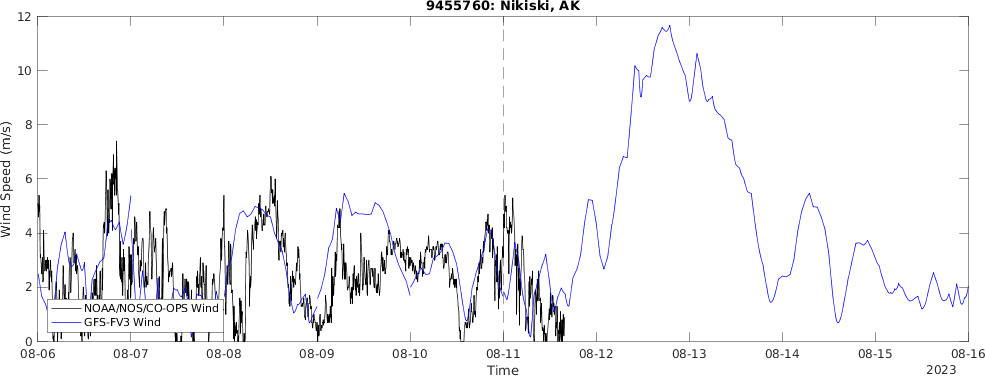 9455760: Nikiski, AK
12
10
8
6
4
2
0
Wind Speed (m/s)
NOAA/NOS/CO-OPS Wind
GFS-FV3 Wind
08-06 08-07 08-08 08-09 08-10 08-11 08-12 08-13 08-14 08-15 08-16
Time
2023